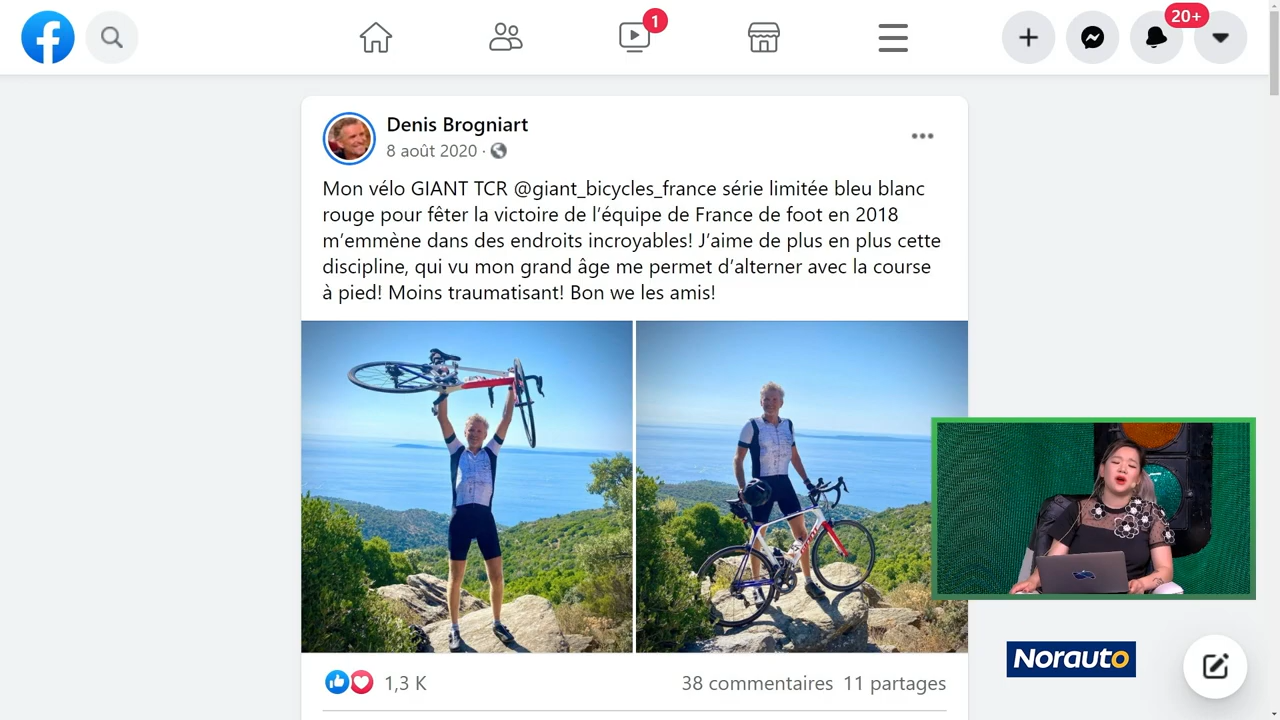 1
20+
Denis Brogniart
8 août 2020 ·
Mon vélo GIANT TCR @giant_bicycles_france série limitée bleu blanc
rouge pour fêter la victoire de l'équipe de France de foot en 2018
m'emmène dans des endroits incroyables! J'aime de plus en plus cette
discipline, qui vu mon grand âge me permet d'alterner avec la course
à pied! Moins traumatisant! Bon we les amis!
1,3 K
38 commentaires 11 partages
Norauto